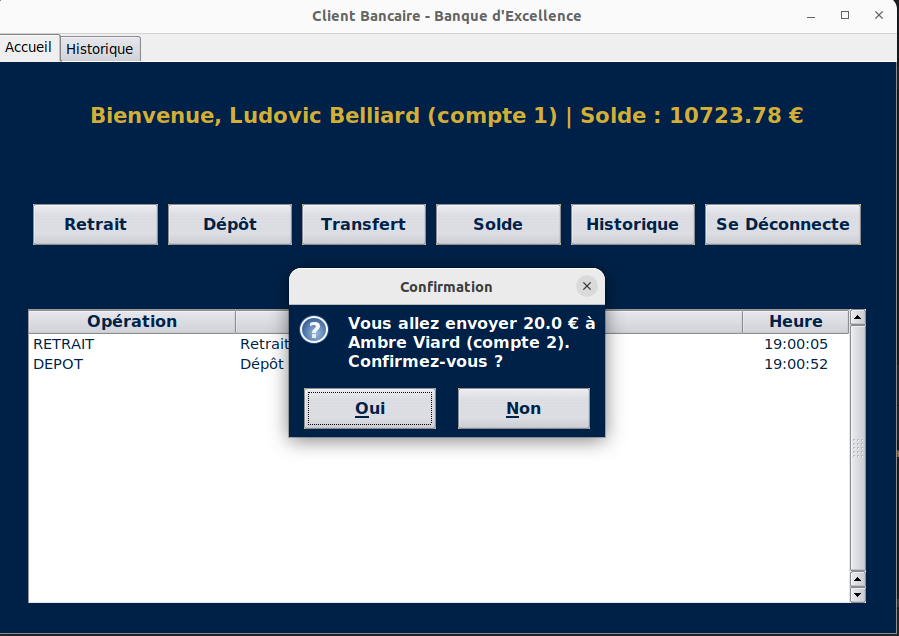 Client Bancaire - Banque d'Excellence
Accueil
Historique
Bienvenue, Ludovic Belliard (compte 1) | Solde : 10723.78 €
Retrait
Dépôt
Transfert
Solde
Historique
Se Déconnecte
Confirmation
?
Vous allez envoyer 20.0 € à
Ambre Viard (compte 2).
Confirmez-vous ?
Oui
Non
Opération
Heure
RETRAIT
Retrait
19:00:05
DEPOT
Dépôt
19:00:52